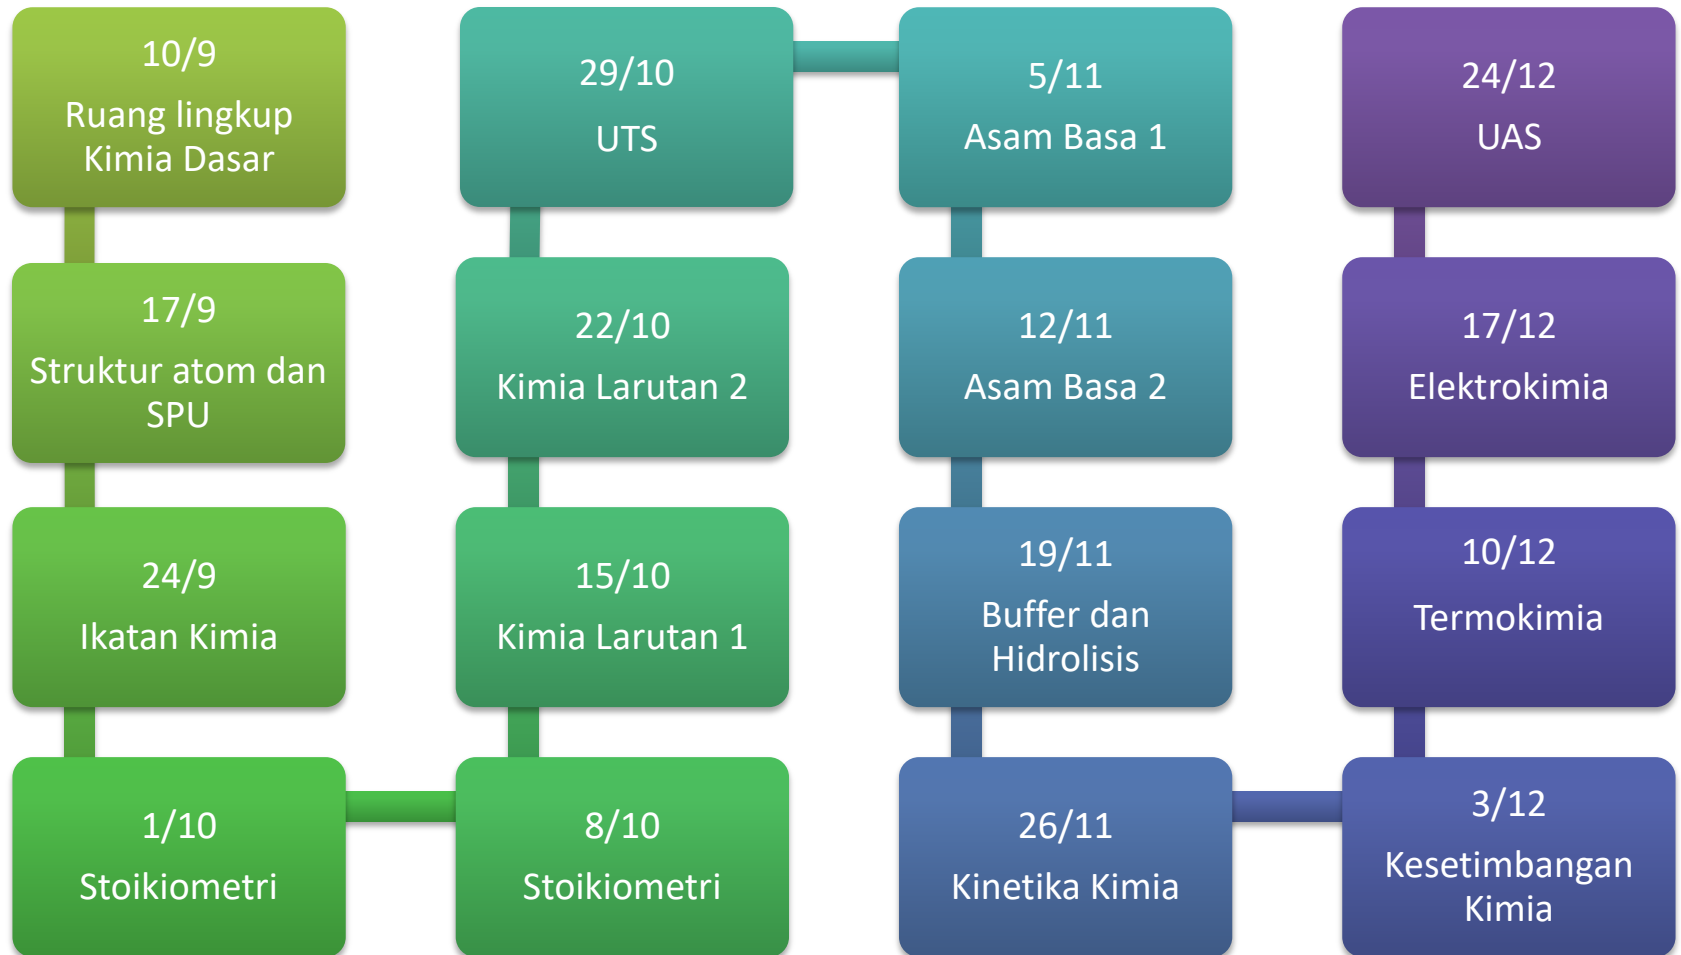 10/9
Ruang lingkup
Kimia Dasar
17/9
Struktur atom dan
SPU
24/9
Ikatan Kimia
1/10
Stoikiometri
8/10
Stoikiometri
15/10
Kimia Larutan 1
22/10
Kimia Larutan 2
29/10
UTS
5/11
Asam Basa 1
12/11
Asam Basa 2
19/11
Buffer dan
Hidrolisis
26/11
Kinetika Kimia
3/12
Kesetimbangan
Kimia
10/12
Termokimia
17/12
Elektrokimia
24/12
UAS